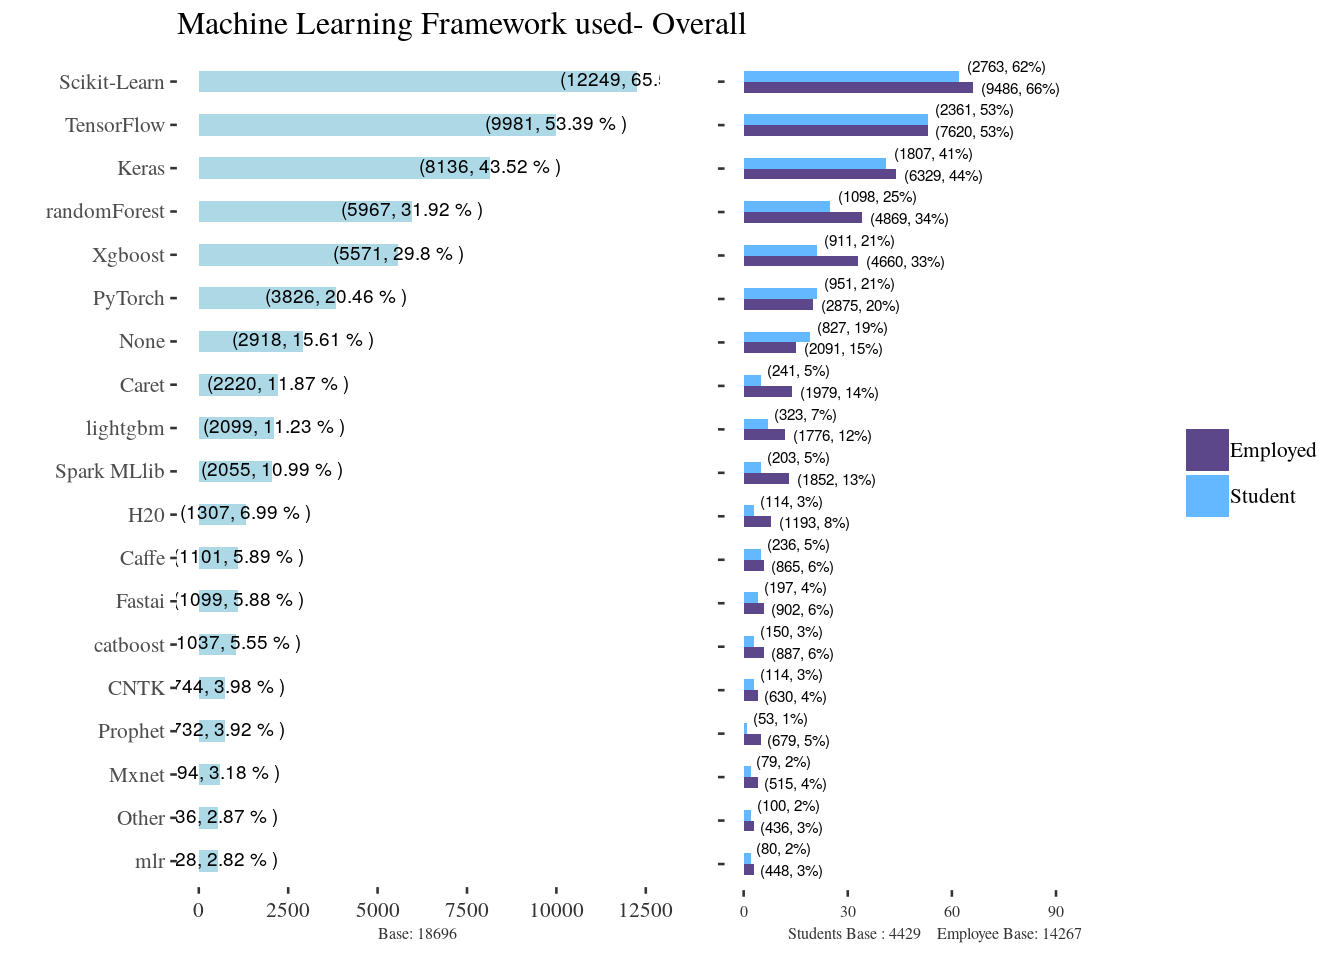 Machine Learning Framework used- Overall
Scikit-Learn
(12249, 65.
(2763, 62%)
(9486, 66%)
TensorFlow
(9981, 53.39 % )
(2361, 53%)
(7620, 53%)
Keras
(8136, 43.52 % )
(1807, 41%)
(6329, 44%)
randomForest
(5967, 31.92 % )
(1098, 25%)
(4869, 34%)
Xgboost
(5571, 29.8 % )
(911, 21%)
(4660, 33%)
PyTorch
(3826, 20.46 % )
(951, 21%)
(2875, 20%)
None
(2918, 15.61 % )
(827, 19%)
(2091, 15%)
Caret
(2220, 11.87 % )
(241, 5%)
(1979, 14%)
lightgbm
(2099, 11.23 % )
(323, 7%)
(1776, 12%)
Spark MLlib
(2055, 10.99 % )
(203, 5%)
(1852, 13%)
H20
(1307, 6.99 % )
(114, 3%)
(1193, 8%)
Caffe
(1101, 5.89 % )
(236, 5%)
(865, 6%)
Fastai
(1099, 5.88 % )
(197, 4%)
(902, 6%)
catboost
1037, 5.55 % )
(150, 3%)
(887, 6%)
CNTK
744, 3.98 % )
(114, 3%)
(630, 4%)
Prophet
732, 3.92 % )
(53, 1%)
(679, 5%)
Mxnet
94, 3.18 % )
(79, 2%)
(515, 4%)
Other
36, 2.87 % )
(100, 2%)
(436, 3%)
mlr
28, 2.82 % )
(80, 2%)
(448, 3%)
0 2500 5000 7500 10000 12500
Base: 18696
0 30 60 90
Students Base : 4429 Employee Base: 14267
Employed
Student